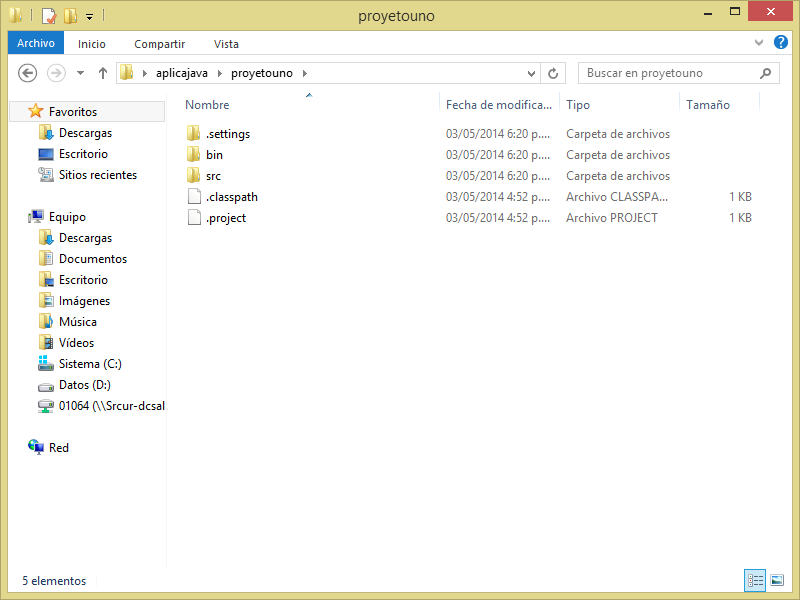 proyetouno
Archivo Inicio Compartir Vista
aplicajava proyetouno Buscar en proyetouno
Nombre Fecha de modifica... Tipo Tamaño
.settings 03/05/2014 6:20 p.... Carpeta de archivos
bin 03/05/2014 6:20 p.... Carpeta de archivos
src 03/05/2014 6:20 p.... Carpeta de archivos
.classpath 03/05/2014 4:52 p.... Archivo CLASSPA... 1 KB
.project 03/05/2014 4:52 p.... Archivo PROJECT 1 KB
Favoritos
Descargas
Escritorio
Sitios recientes
Equipo
Descargas
Documentos
Escritorio
Imágenes
Música
Vídeos
Sistema (C:)
Datos (D:)
01064 (\\Srcur-dcsal
Red
5 elementos